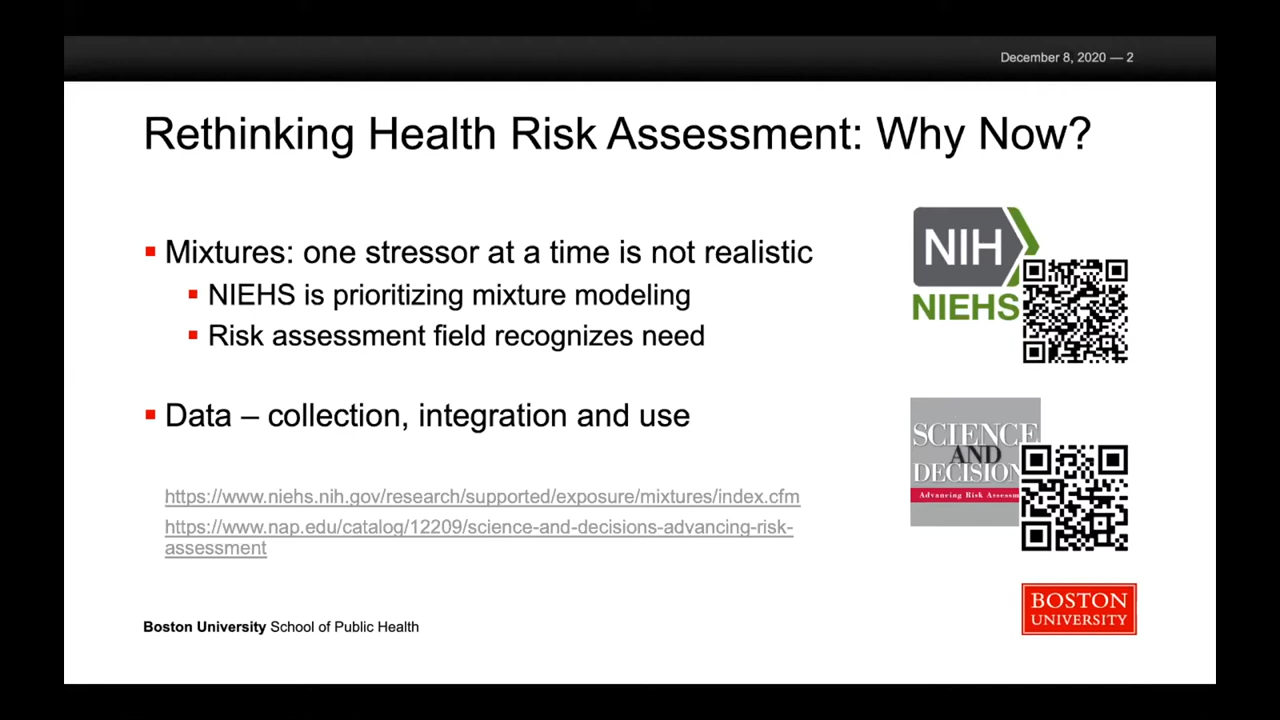 December 8, 2020 — 2
Rethinking Health Risk Assessment: Why Now?
Mixtures: one stressor at a time is not realistic
NIEHS is prioritizing mixture modeling
Risk assessment field recognizes need
Data – collection, integration and use
https://www.niehs.nih.gov/research/supported/exposure/mixtures/index.cfm
https://www.nap.edu/catalog/12209/science-and-decisions-advancing-risk-
assessment
NIH
NIEHS
SCIENCE
AND
DECISION
Advancing Risk
Boston University School of Public Health
BOSTON
UNIVERSITY